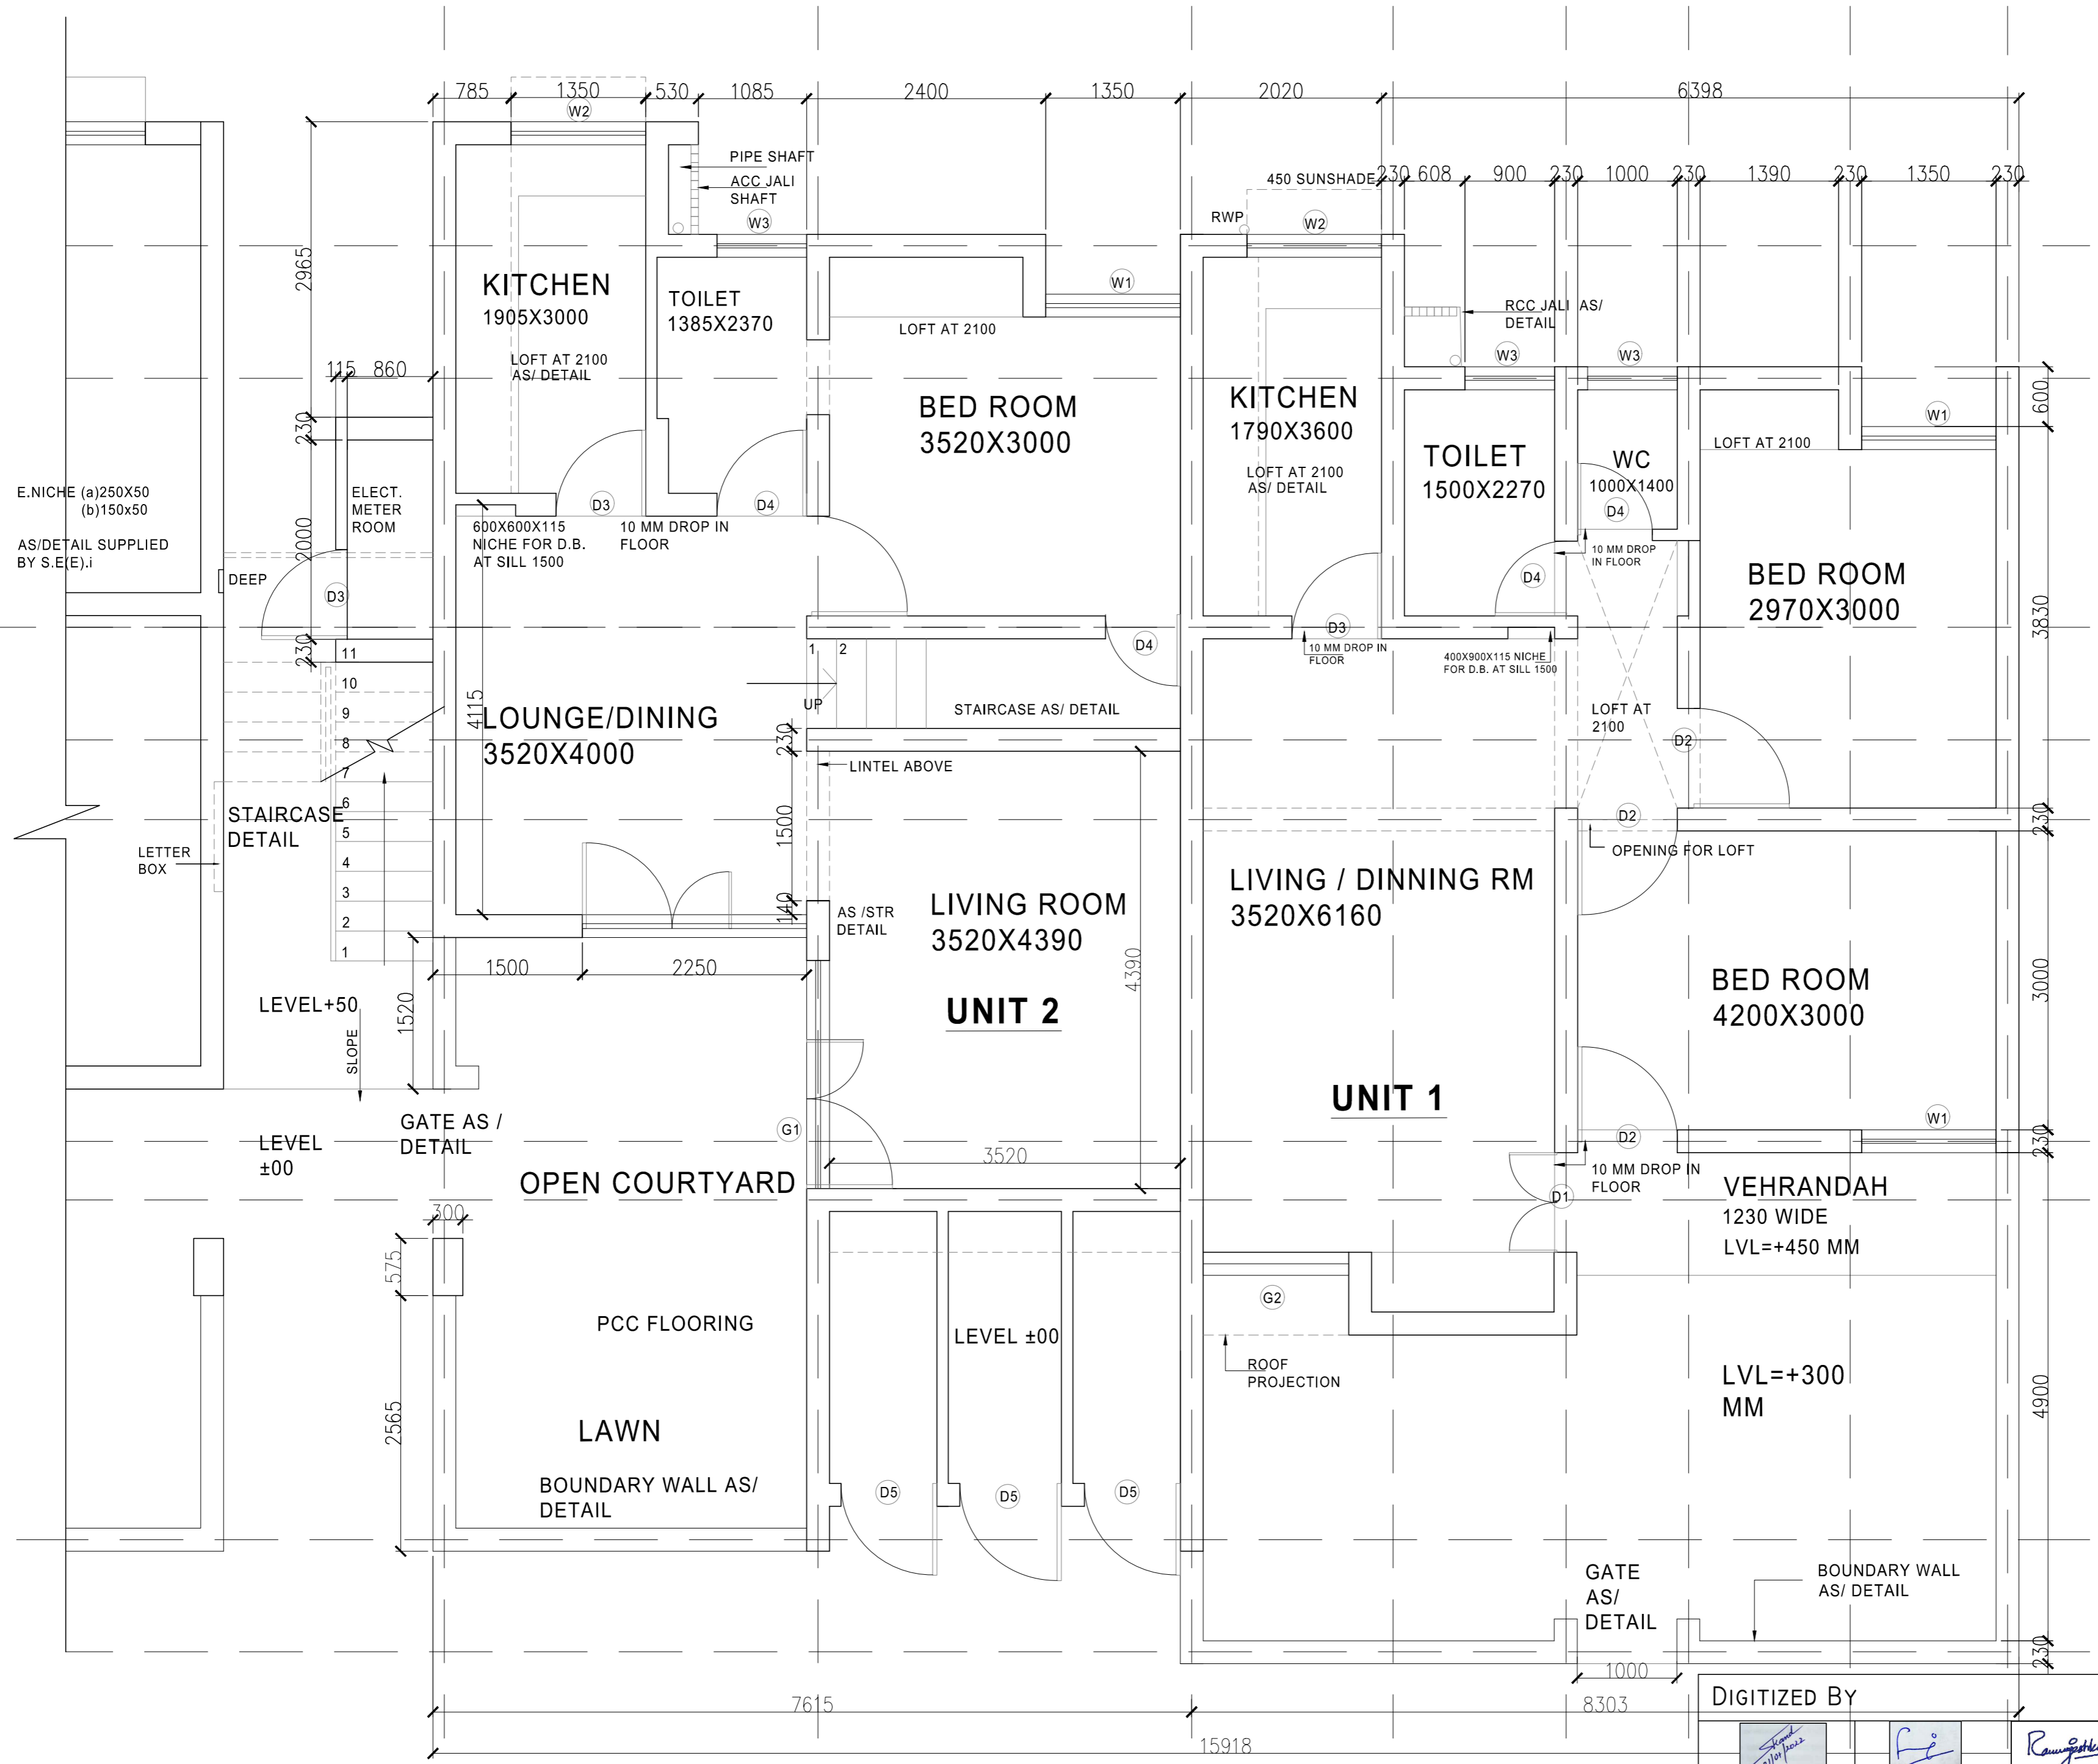 785 1350 530 1085 2400 1350 2020 6398
W2
PIPE SHAFT
ACC JALI
SHAFT
W3
450 SUNSHADE
230 608 900 230 1000 230 1390 230 1350 230
RWP
W2
2965
KITCHEN
1905X3000
TOILET
1385X2370
W1
RCC JALI AS/
DETAIL
LOFT AT 2100
LOFT AT 2100
AS/ DETAIL
W3
W3
115 860
BED ROOM
3520X3000
KITCHEN
1790X3600
600
W1
230
LOFT AT 2100
TOILET
1500X2270
WC
1000X1400
LOFT AT 2100
AS/ DETAIL
E.NICHE (a)250X50
(b)150x50
ELECT.
METER
ROOM
D3
D4
D4
AS/DETAIL SUPPLIED
BY S.E(E).i
2000
600X600X115
NICHE FOR D.B.
AT SILL 1500
10 MM DROP IN
FLOOR
10 MM DROP
IN FLOOR
DEEP
D3
D4
BED ROOM
2970X3000
3830
D3
230
11
10
9
8
7
6
5
4
3
2
1
1 2
D4
10 MM DROP IN
FLOOR
400X900X115 NICHE
FOR D.B. AT SILL 1500
4115
LOUNGE/DINING
3520X4000
UP
STAIRCASE AS/ DETAIL
LOFT AT
2100
D2
230
LINTEL ABOVE
STAIRCASE
DETAIL
1500
D2
230
LETTER
BOX
OPENING FOR LOFT
140
AS /STR
DETAIL
LIVING ROOM
3520X4390
LIVING / DINNING RM
3520X6160
1500 2250
4390
BED ROOM
4200X3000
3000
LEVEL+50
SLOPE
1520
UNIT 2
UNIT 1
GATE AS /
DETAIL
G1
D2
W1
230
LEVEL
±00
OPEN COURTYARD
3520
10 MM DROP IN
FLOOR
D1
VEHRANDAH
1230 WIDE
LVL=+450 MM
300
575
G2
PCC FLOORING
LEVEL ±00
ROOF
PROJECTION
LVL=+300
MM
4900
2565
LAWN
BOUNDARY WALL AS/
DETAIL
D5
D5
D5
GATE
AS/
DETAIL
BOUNDARY WALL
AS/ DETAIL
230
1000
7615 8303
DIGITIZED BY
15918